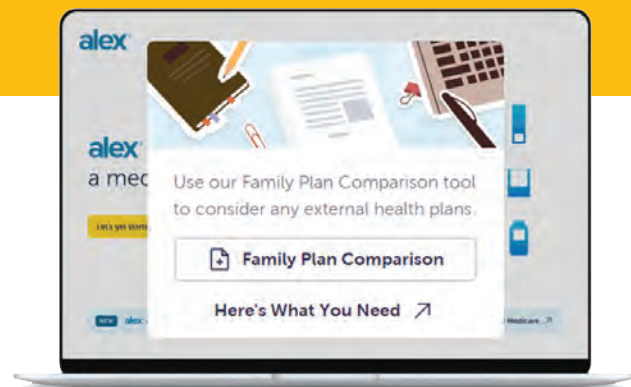 alex
alex
a med
Use our Family Plan Comparison tool
to consider any external health plans.
Let's get starte
Family Plan Comparison
Here's What You Need
NEW alex
Medicare